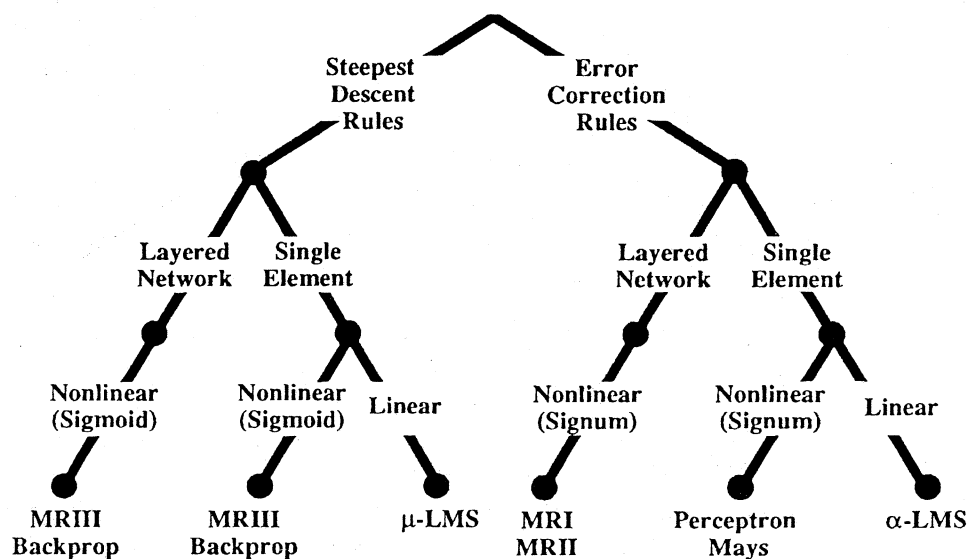 Steepest
Descent
Rules
Error
Correction
Rules
Layered
Network
Single
Element
Layered
Network
Single
Element
Nonlinear
(Sigmoid)
Nonlinear
(Sigmoid)
Linear
Nonlinear
(Signum)
Nonlinear
(Signum)
Linear
MRIII
Backprop
MRIII
Backprop
μ-LMS
MRI
MRII
Perceptron
Mays
α-LMS